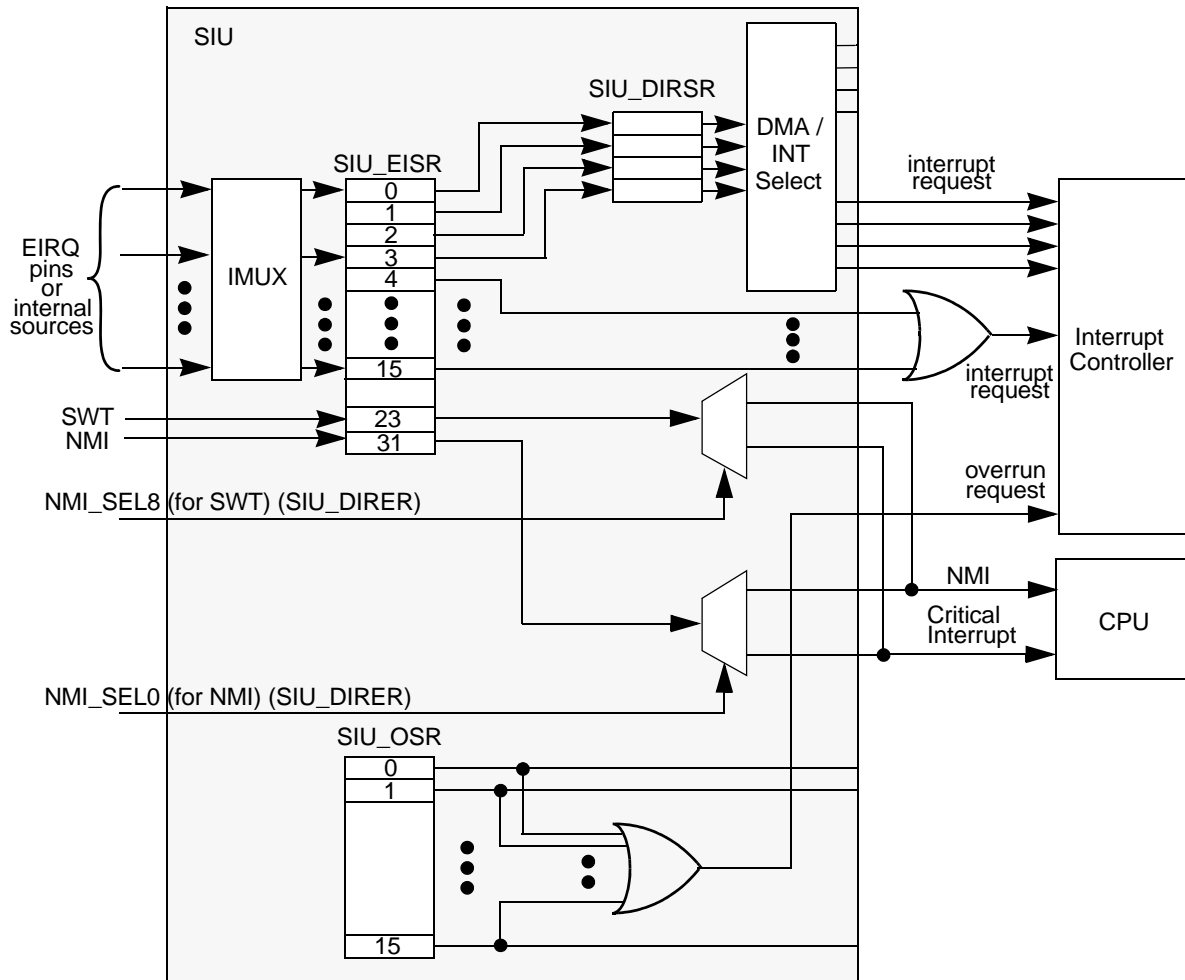 SIU
SIU_DIRSR
DMA /
INT
Select
SIU_EISR
0
1
2
3
4
15
23
31
EIRQ
pins
or
internal
sources
IMUX
SWT
NMI
interrupt
request
interrupt
request
Interrupt
Controller
NMI_SEL8 (for SWT) (SIU_DIRER)
overrun
request
NMI
Critical
Interrupt
CPU
NMI_SEL0 (for NMI) (SIU_DIRER)
SIU_OSR
0
1
15